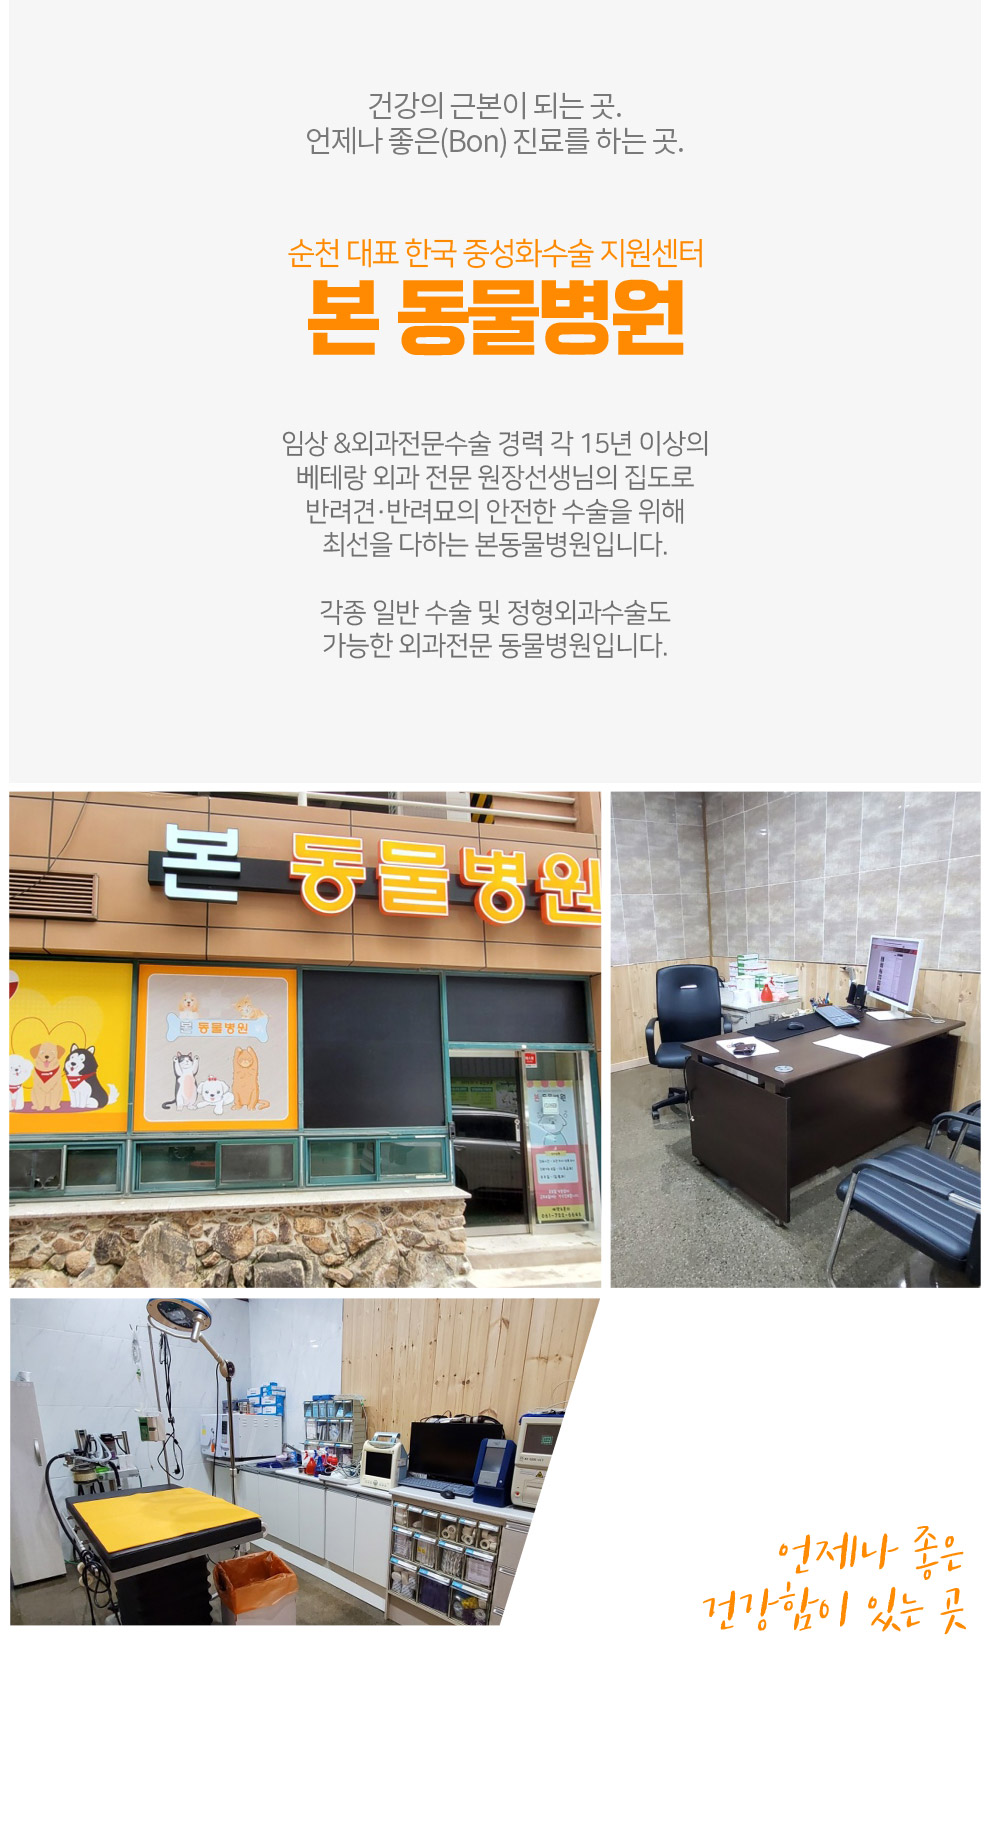 건강의 근본이 되는 곳.
언제나 좋은(Bon) 진료를 하는 곳.
순천 대표 한국 중성화수술 지원센터
본 동물병원
임상 &외과전문수술 경력 각 15년 이상의
베테랑 외과 전문 원장선생님의 집도로
반려견·반려묘의 안전한 수술을 위해
최선을 다하는 본동물병원입니다.
각종 일반 수술 및 정형외과수술도
가능한 외과전문 동물병원입니다.
본 동물병원
본 동물병원
본 동물병원
언제나 좋은
건강함이 있는 곳